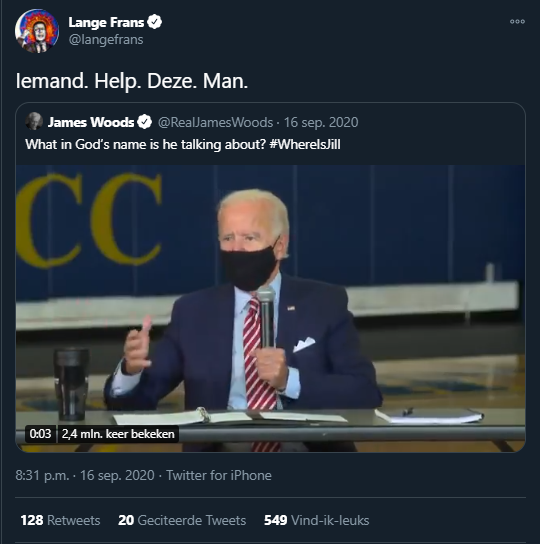 Lange Frans
@langefrans
Iemand. Help. Deze. Man.
James Woods @RealJamesWoods · 16 sep. 2020
What in God's name is he talking about? #WhereIsJill
CC
0:03 2,4 mln. keer bekeken
8:31 p.m. · 16 sep. 2020 · Twitter for iPhone
128 Retweets 20 Geciteerde Tweets 549 Vind-ik-leuks